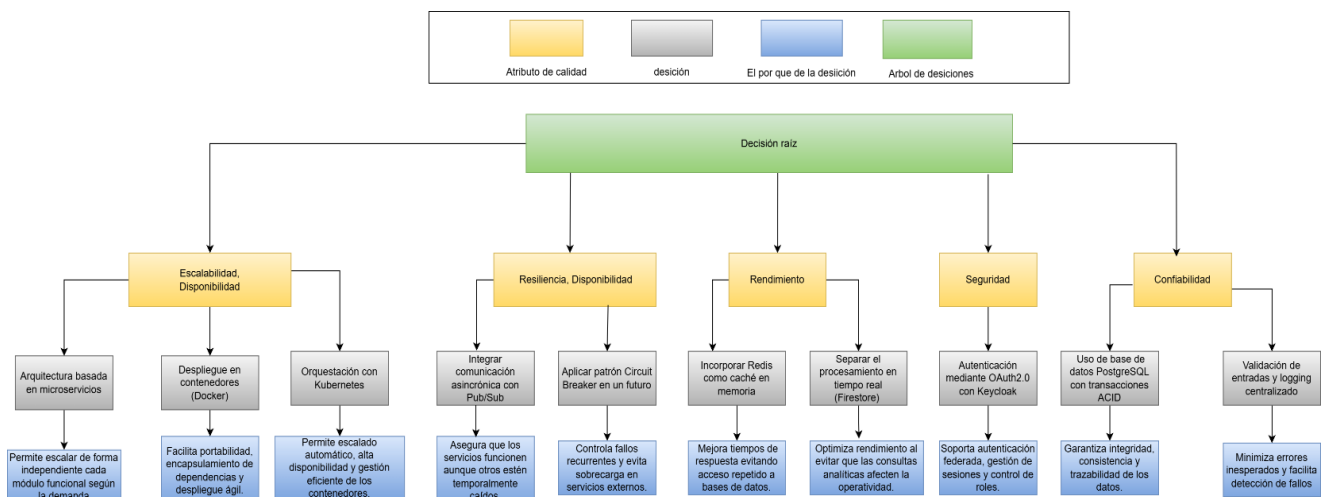 Atributo de calidad
desición
El por que de la desiición
Arbol de desiciones
Decisión raíz
Escalabilidad,
Disponibilidad
Resiliencia, Disponibilidad
Rendimiento
Seguridad
Confiabilidad
Arquitectura basada
en microservicios
Despliegue en
contenedores
(Docker)
Orquestación con
Kubernetes
Integrar
comunicación
asincrónica con
Pub/Sub
Aplicar patrón Circuit
Breaker en un futuro
Incorporar Redis
como caché en
memoria
Separar el
procesamiento en
tiempo real
(Firestore)
Autenticación
mediante OAuth2.0
con Keycloak
Uso de base de
datos PostgreSQL
con transacciones
ACID
Validación de
entradas y logging
centralizado
Permite escalar de forma
independiente cada
módulo funcional según
la demanda.
Facilita portabilidad,
encapsulamiento de
dependencias y
despliegue ágil.
Permite escalado
automático, alta
disponibilidad y gestión
eficiente de los
contenedores.
Asegura que los
servicios funcionen
aunque otros estén
temporalmente
caídos.
Controla fallos
recurrentes y evita
sobrecarga en
servicios externos.
Mejora tiempos de
respuesta evitando
acceso repetido a
bases de datos.
Optimiza rendimiento al
evitar que las consultas
analíticas afecten la
operatividad.
Soporta autenticación
federada, gestión de
sesiones y control de
roles.
Garantiza integridad,
consistencia y
trazabilidad de los
datos.
Minimiza errores
inesperados y facilita
detección de fallos